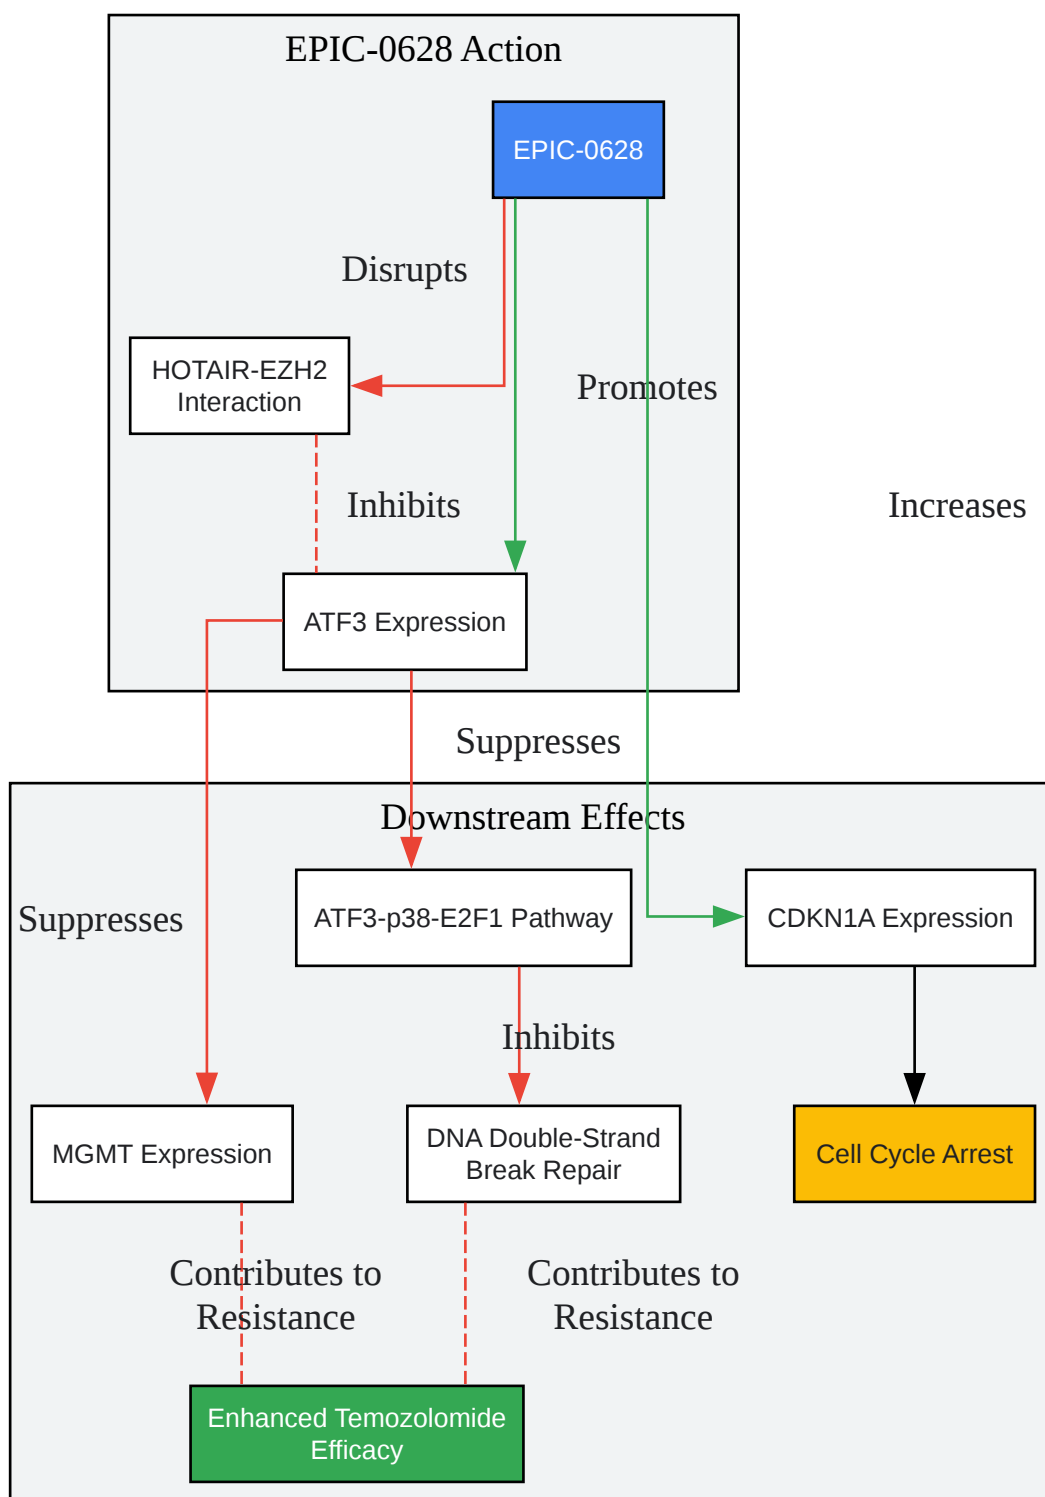 EPIC-0628 Action
EPIC-0628
Disrupts
HOTAIR-EZH2
Interaction
Promotes
Inhibits
Increases
ATF3 Expression
Suppresses
Downstream Effects
Suppresses
ATF3-p38-E2F1 Pathway
CDKN1A Expression
Inhibits
MGMT Expression
DNA Double-Strand
Break Repair
Cell Cycle Arrest
Contributes to
Resistance
Contributes to
Resistance
Enhanced Temozolomide
Efficacy